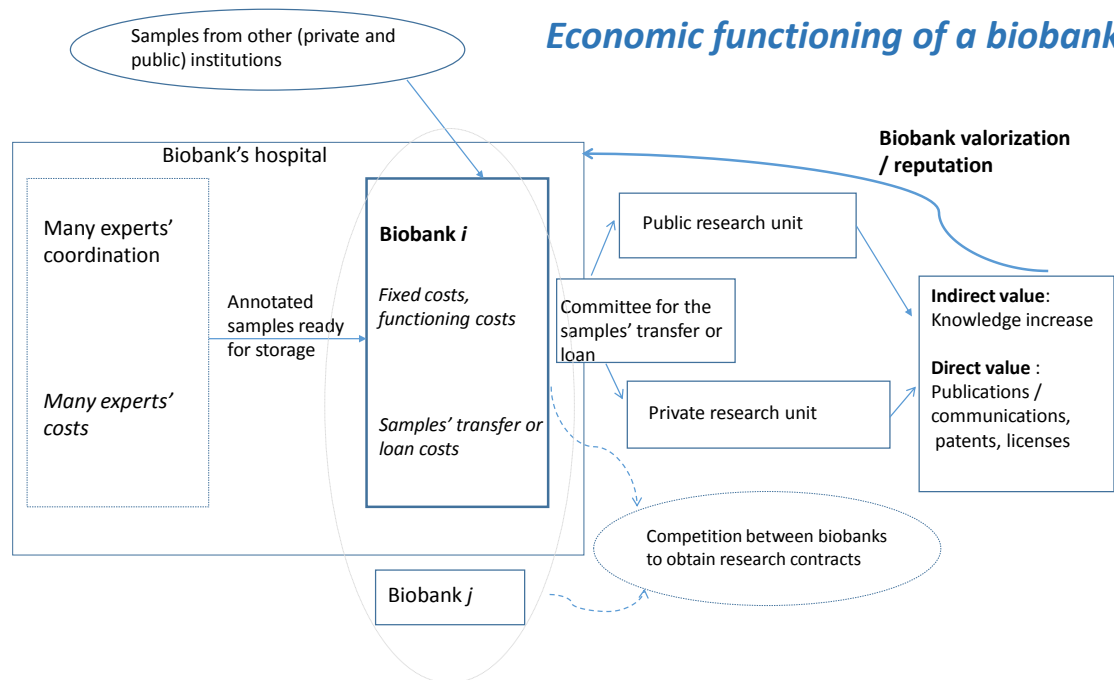 Economic functioning of a biobank
Samples from other (private and
public) institutions
Biobank's hospital
Biobank valorization
/ reputation
Many experts'
coordination
Many experts'
costs
Annotated
samples ready
for storage
Biobank i
Fixed costs,
functioning costs
Samples' transfer or
loan costs
Public research unit
Committee for the
samples' transfer or
loan
Private research unit
Indirect value:
Knowledge increase
Direct value :
Publications /
communications,
patents, licenses
Competition between biobanks
to obtain research contracts
Biobank j